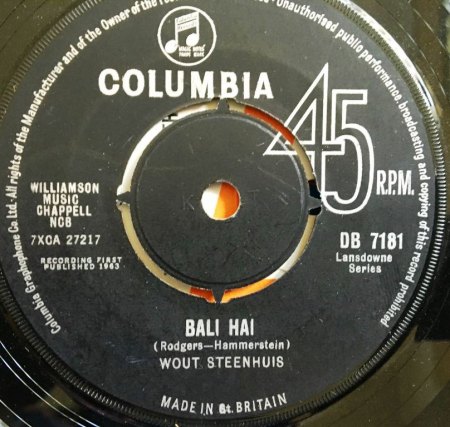 All rights of the Manufacturer and of the Owner of the
Unauthorised public performance, broadcasting and copying of this record prohibited
Columbia Graphophone Co. Ltd.
COLUMBIA
45
R.P.M.
WILLIAMSON
MUSIC
CHAPPELL
NCB
7XCA 27217
RECORDING FIRST
PUBLISHED 1963
DB 7181
Lansdowne
Series
BALI HAI
(Rodgers—Hammerstein)
WOUT STEENHUIS
MADE IN Gt. BRITAIN